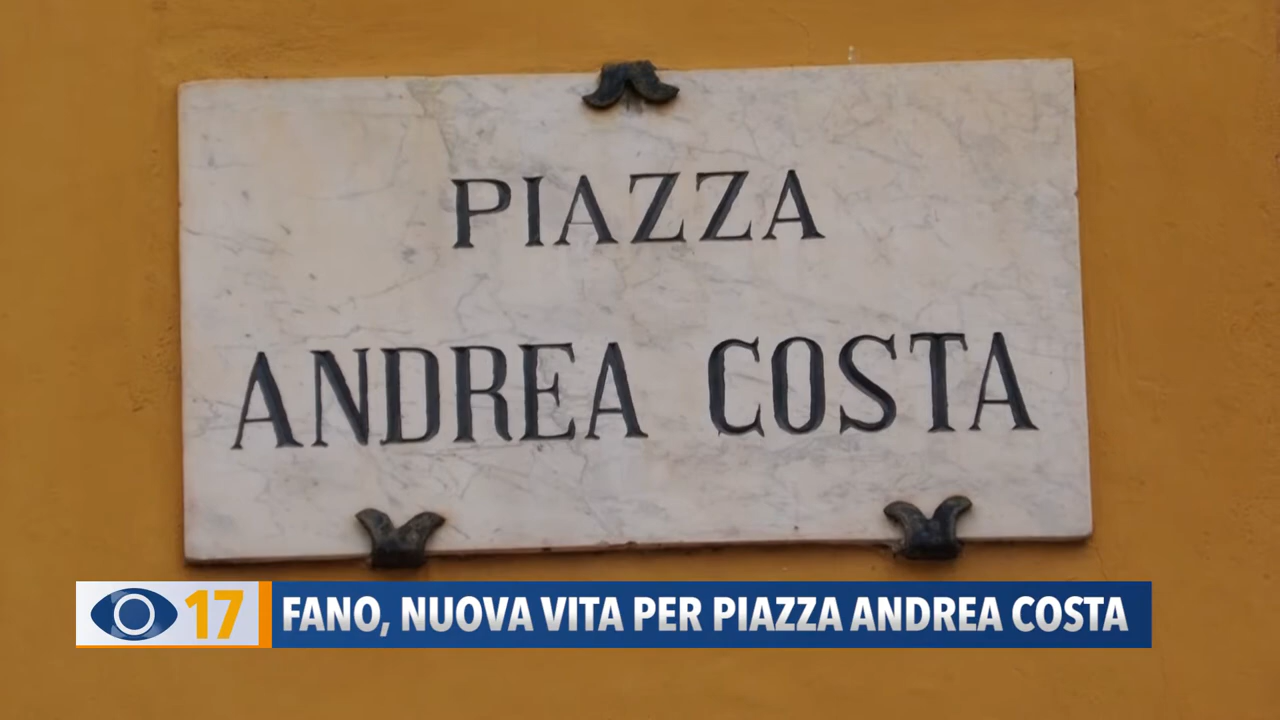 PIAZZA
ANDREA COSTA
17
FANO, NUOVA VITA PER PIAZZA ANDREA COSTA